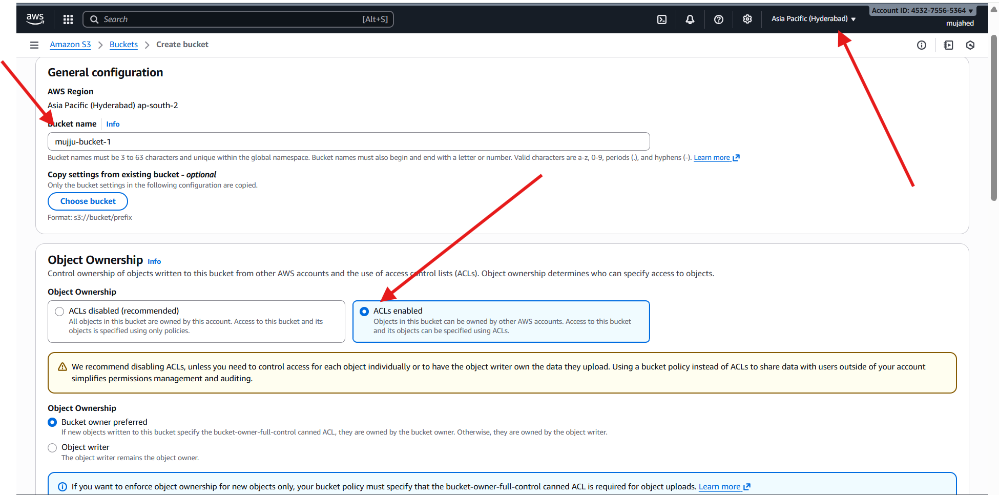 aws
Search [Alt+S]
Asia Pacific (Hyderabad)
Account ID: 4532-7556-5364
mujahed
Amazon S3 > Buckets > Create bucket
General configuration
AWS Region
Asia Pacific (Hyderabad) ap-south-2
Bucket name Info
mujju-bucket-1
Bucket names must be 3 to 63 characters and unique within the global namespace. Bucket names must also begin and end with a letter or number. Valid characters are a-z, 0-9, periods (.), and hyphens (-). Learn more
Copy settings from existing bucket - optional
Only the bucket settings in the following configuration are copied.
Choose bucket
Format: s3://bucket/prefix
Object Ownership Info
Control ownership of objects written to this bucket from other AWS accounts and the use of access control lists (ACLs). Object ownership determines who can specify access to objects.
Object Ownership
ACLs disabled (recommended)
All objects in this bucket are owned by this account. Access to this bucket and its
objects is specified using only policies.
ACLs enabled
Objects in this bucket can be owned by other AWS accounts. Access to this bucket
and its objects can be specified using ACLs.
We recommend disabling ACLs, unless you need to control access for each object individually or to have the object writer own the data they upload. Using a bucket policy instead of ACLs to share data with users outside of your account
simplifies permissions management and auditing.
Object Ownership
Bucket owner preferred
If new objects written to this bucket specify the bucket-owner-full-control canned ACL, they are owned by the bucket owner. Otherwise, they are owned by the object writer.
Object writer
The object writer remains the object owner.
If you want to enforce object ownership for new objects only, your bucket policy must specify that the bucket-owner-full-control canned ACL is required for object uploads. Learn more